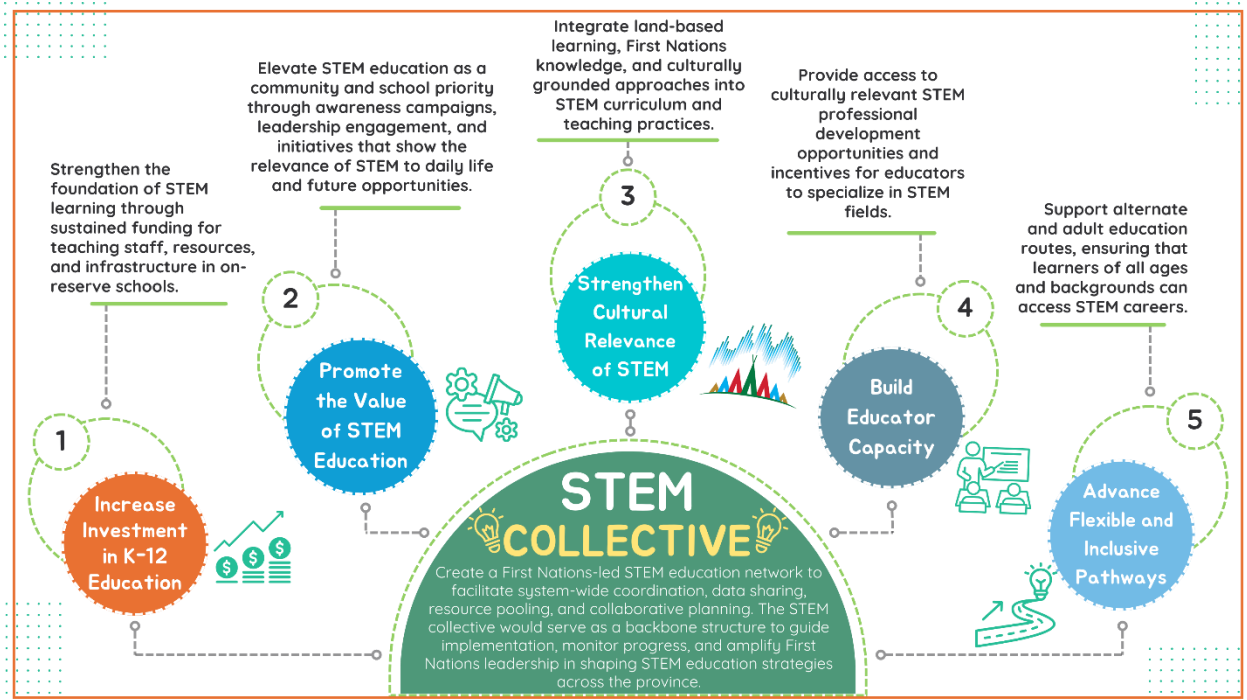 Strengthen the
foundation of STEM
learning through
sustained funding for
teaching staff, resources,
and infrastructure in on-
reserve schools.
1
Increase
Investment
in K-12
Education
Elevate STEM education as a
community and school priority
through awareness campaigns,
leadership engagement, and
initiatives that show the
relevance of STEM to daily life
and future opportunities.
2
Promote
the Value
of STEM
Education
Integrate land-based
learning, First Nations
knowledge, and culturally
grounded approaches into
STEM curriculum and
teaching practices.
3
Strengthen
Cultural
Relevance
of STEM
Provide access to
culturally relevant STEM
professional
development
opportunities and
incentives for educators
to specialize in STEM
fields.
4
Build
Educator
Capacity
Support alternate
and adult education
routes, ensuring that
learners of all ages
and backgrounds can
access STEM careers.
5
Advance
Flexible and
Inclusive
Pathways
STEM
COLLECTIVE
Create a First Nations-led STEM education network to
facilitate system-wide coordination, data sharing,
resource pooling, and collaborative planning. The STEM
collective would serve as a backbone structure to guide
implementation, monitor progress, and amplify First
Nations leadership in shaping STEM education strategies
across the province.